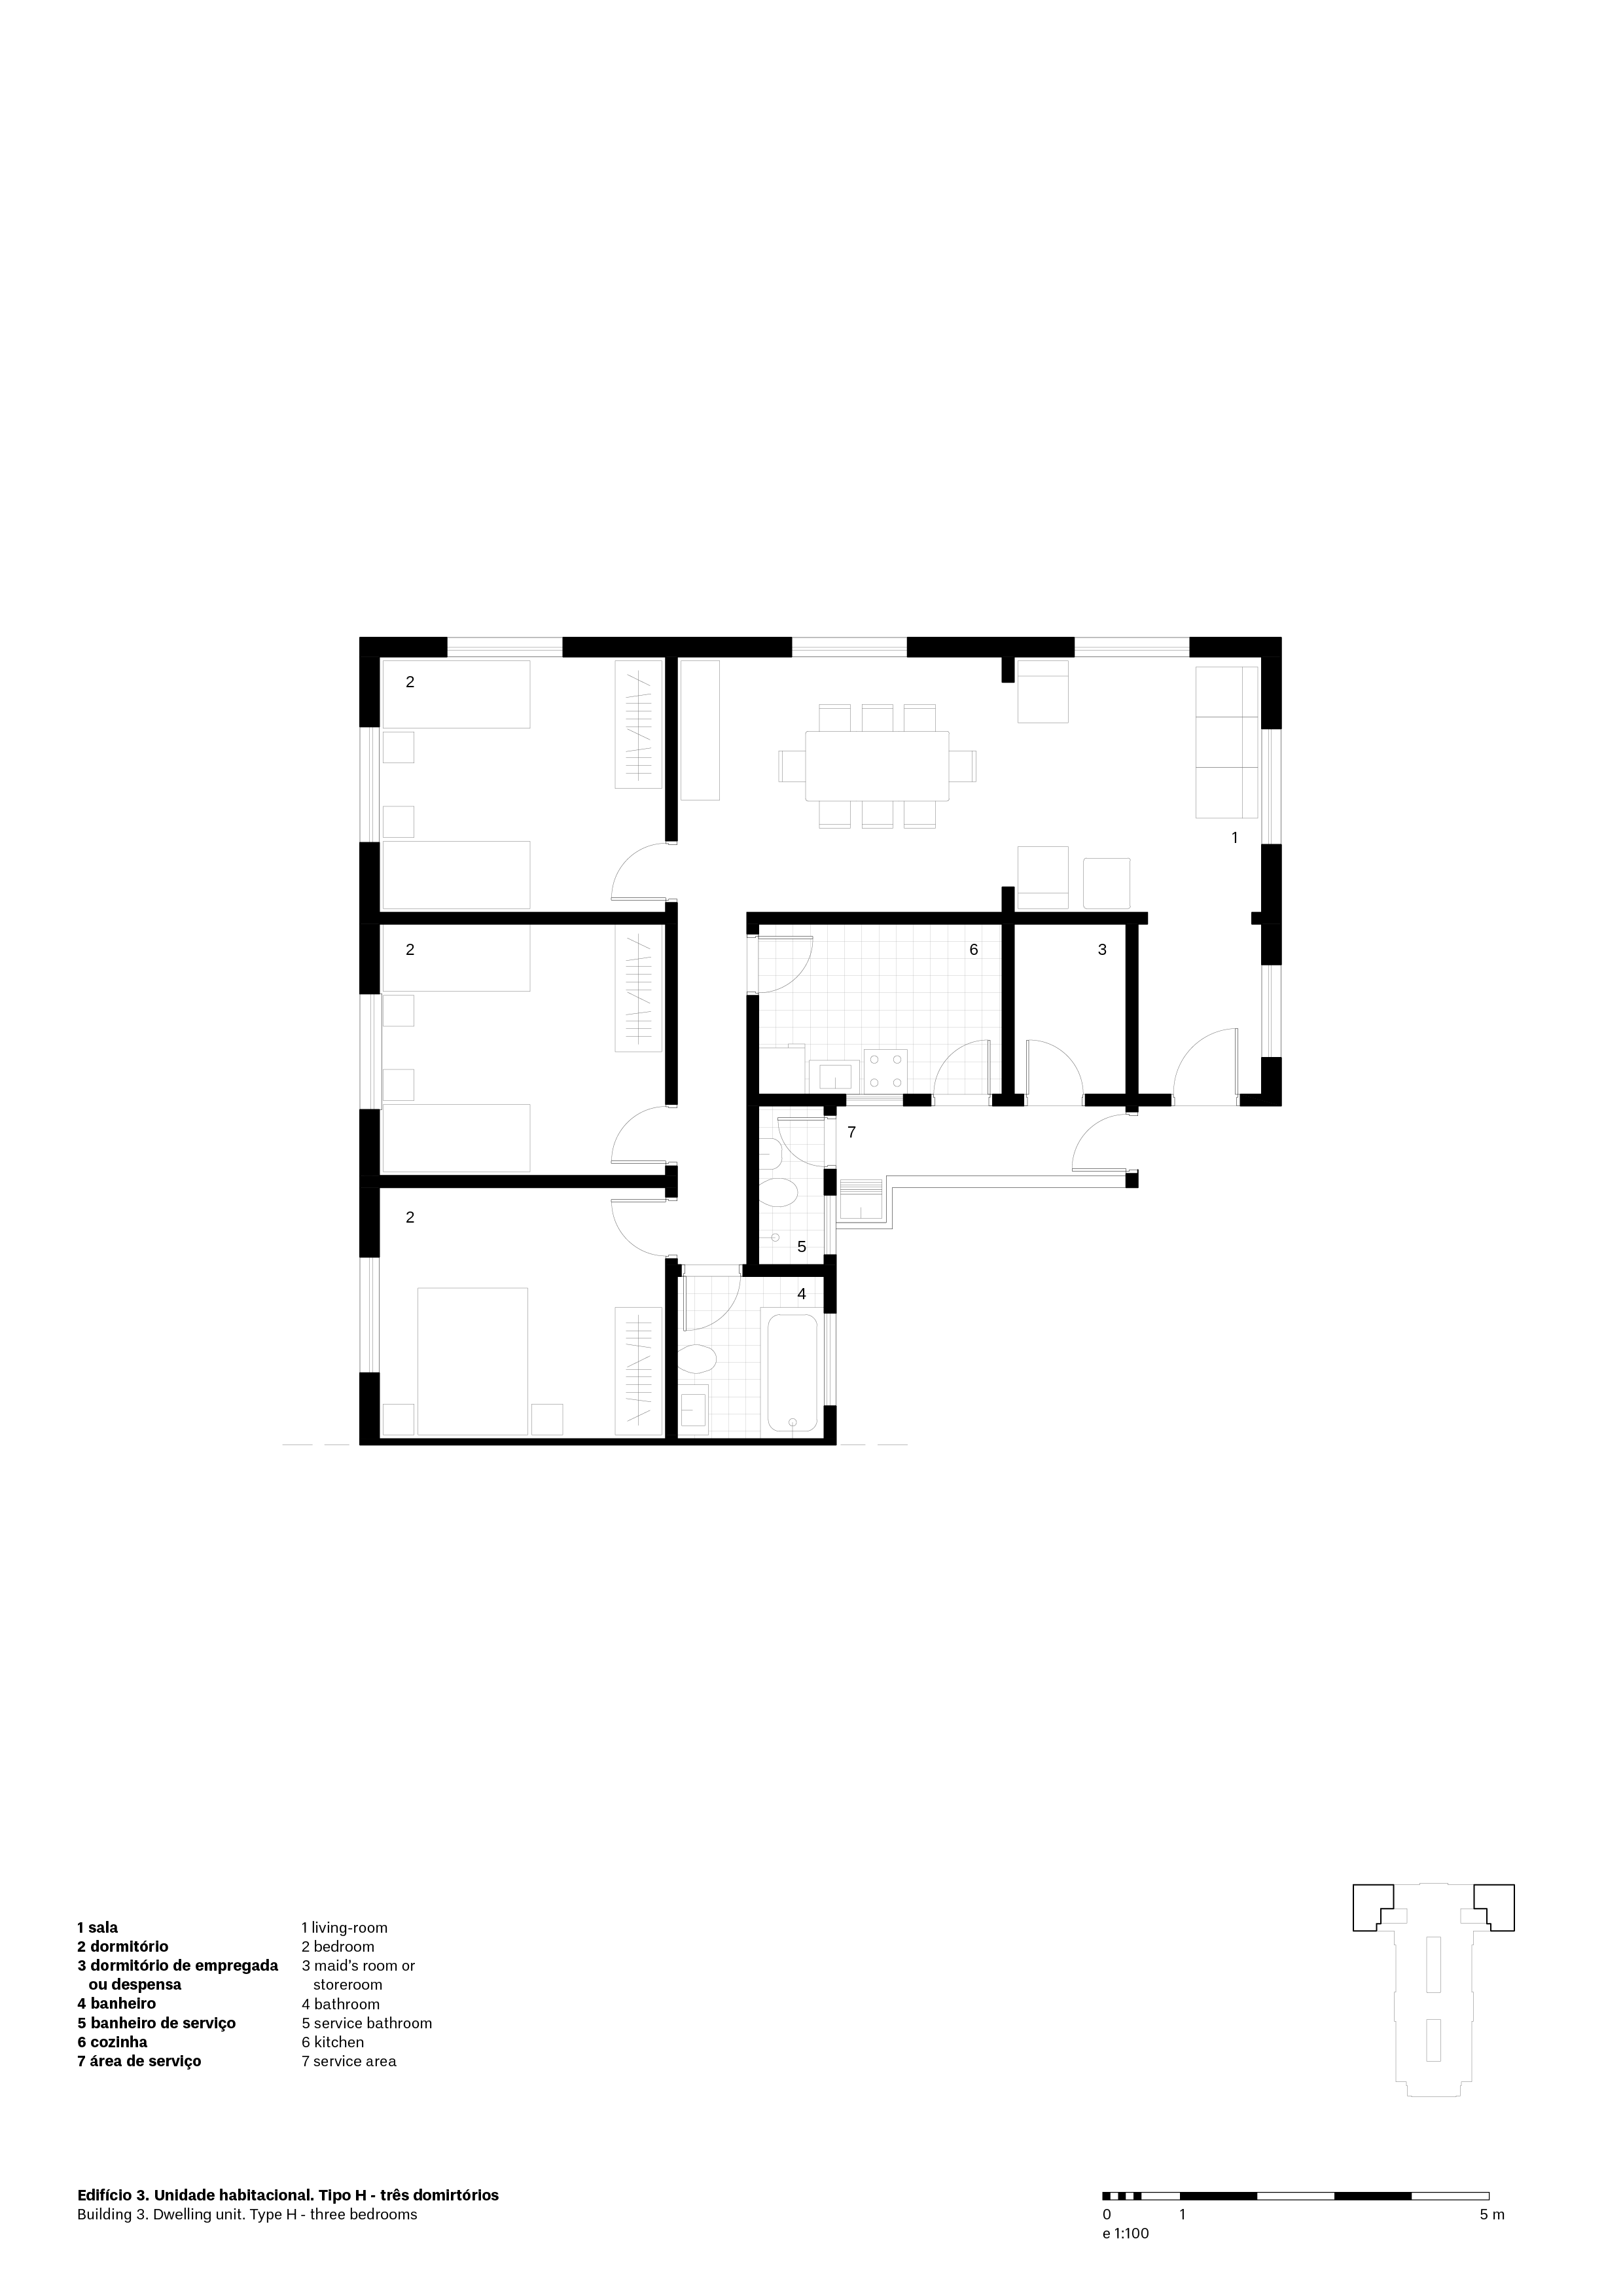 2
1
2
6
3
7
2
5
4
1 sala
2 dormitório
3 dormitório de empregada
ou despensa
4 banheiro
5 banheiro de serviço
6 cozinha
7 área de serviço
1 living-room
2 bedroom
3 maid's room or
storeroom
4 bathroom
5 service bathroom
6 kitchen
7 service area
Edifício 3. Unidade habitacional. Tipo H - três domirtórios
Building 3. Dwelling unit. Type H - three bedrooms
0 1 5 m
e 1:100